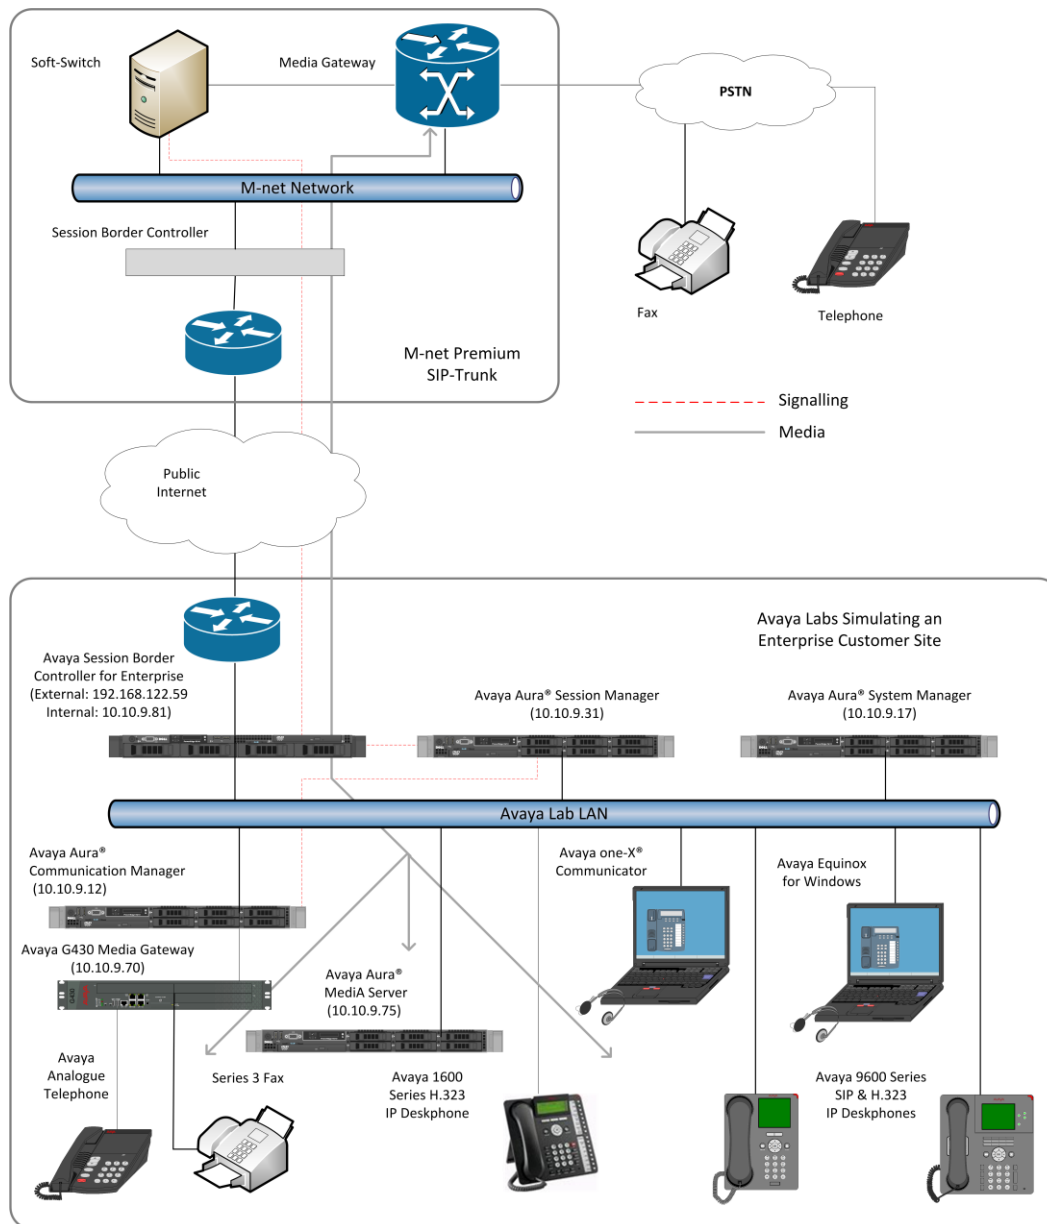 Soft-Switch
Media Gateway
PSTN
M-net Network
Session Border Controller
Fax
Telephone
M-net Premium
SIP-Trunk
Signalling
Media
Public
Internet
Avaya Labs Simulating an
Enterprise Customer Site
Avaya Session Border
Controller for Enterprise
(External: 192.168.122.59
Internal: 10.10.9.81)
Avaya Aura® Session Manager
(10.10.9.31)
Avaya Aura® System Manager
(10.10.9.17)
Avaya Lab LAN
Avaya Aura®
Communication Manager
(10.10.9.12)
Avaya one-X®
Communicator
Avaya Equinox
for Windows
Avaya G430 Media Gateway
(10.10.9.70)
G430
Avaya Aura®
MediA Server
(10.10.9.75)
Avaya
Analogue
Telephone
Series 3 Fax
Avaya 1600
Series H.323
IP Deskphone
Avaya 9600 Series
SIP & H.323
IP Deskphones